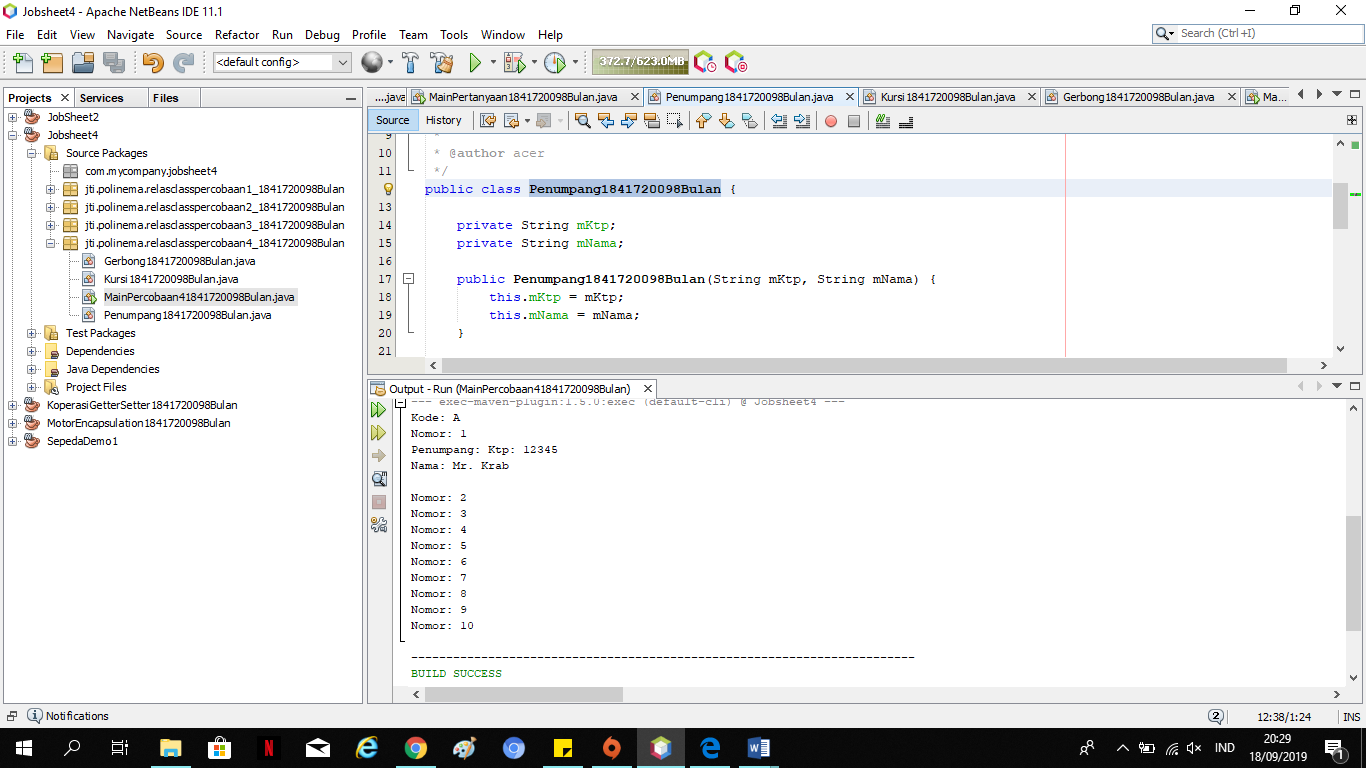 Jobsheet4 - Apache NetBeans IDE 11.1
File Edit View Navigate Source Refactor Run Debug Profile Team Tools Window Help
Search (Ctrl+I)
<default config>
372.7/623.0MB
Projects Services Files
JobSheet2
Jobsheet4
Source Packages
com.mycompany.jobsheet4
jti.polinema.relasclasspercobaan1_1841720098Bulan
jti.polinema.relasclasspercobaan2_1841720098Bulan
jti.polinema.relasclasspercobaan3_1841720098Bulan
jti.polinema.relasclasspercobaan4_1841720098Bulan
Gerbong1841720098Bulan.java
Kursi1841720098Bulan.java
MainPercobaan41841720098Bulan.java
Penumpang1841720098Bulan.java
Test Packages
Dependencies
Java Dependencies
Project Files
KoperasiGetterSetter1841720098Bulan
MotorEncapsulation1841720098Bulan
SepedaDemo1
....java MainPertanyaan1841720098Bulan.java Penumpang1841720098Bulan.java Kursi1841720098Bulan.java Gerbong1841720098Bulan.java Ma...
Source History
9 *
10 * @author acer
11 */
public class Penumpang1841720098Bulan {
13
14 private String mKtp;
15 private String mNama;
16
17 public Penumpang1841720098Bulan(String mKtp, String mNama) {
18 this.mKtp = mKtp;
19 this.mNama = mNama;
20 }
21
Output - Run (MainPercobaan41841720098Bulan)
--- exec-maven-plugin:1.5.0:exec (default-cli) @ Jobsheet4 ---
Kode: A
Nomor: 1
Penumpang: Ktp: 12345
Nama: Mr. Krab
Nomor: 2
Nomor: 3
Nomor: 4
Nomor: 5
Nomor: 6
Nomor: 7
Nomor: 8
Nomor: 9
Nomor: 10
------------------------------------------------------------------------
BUILD SUCCESS
Notifications
2
12:38/1:24
INS
IND
20:29
18/09/2019
1